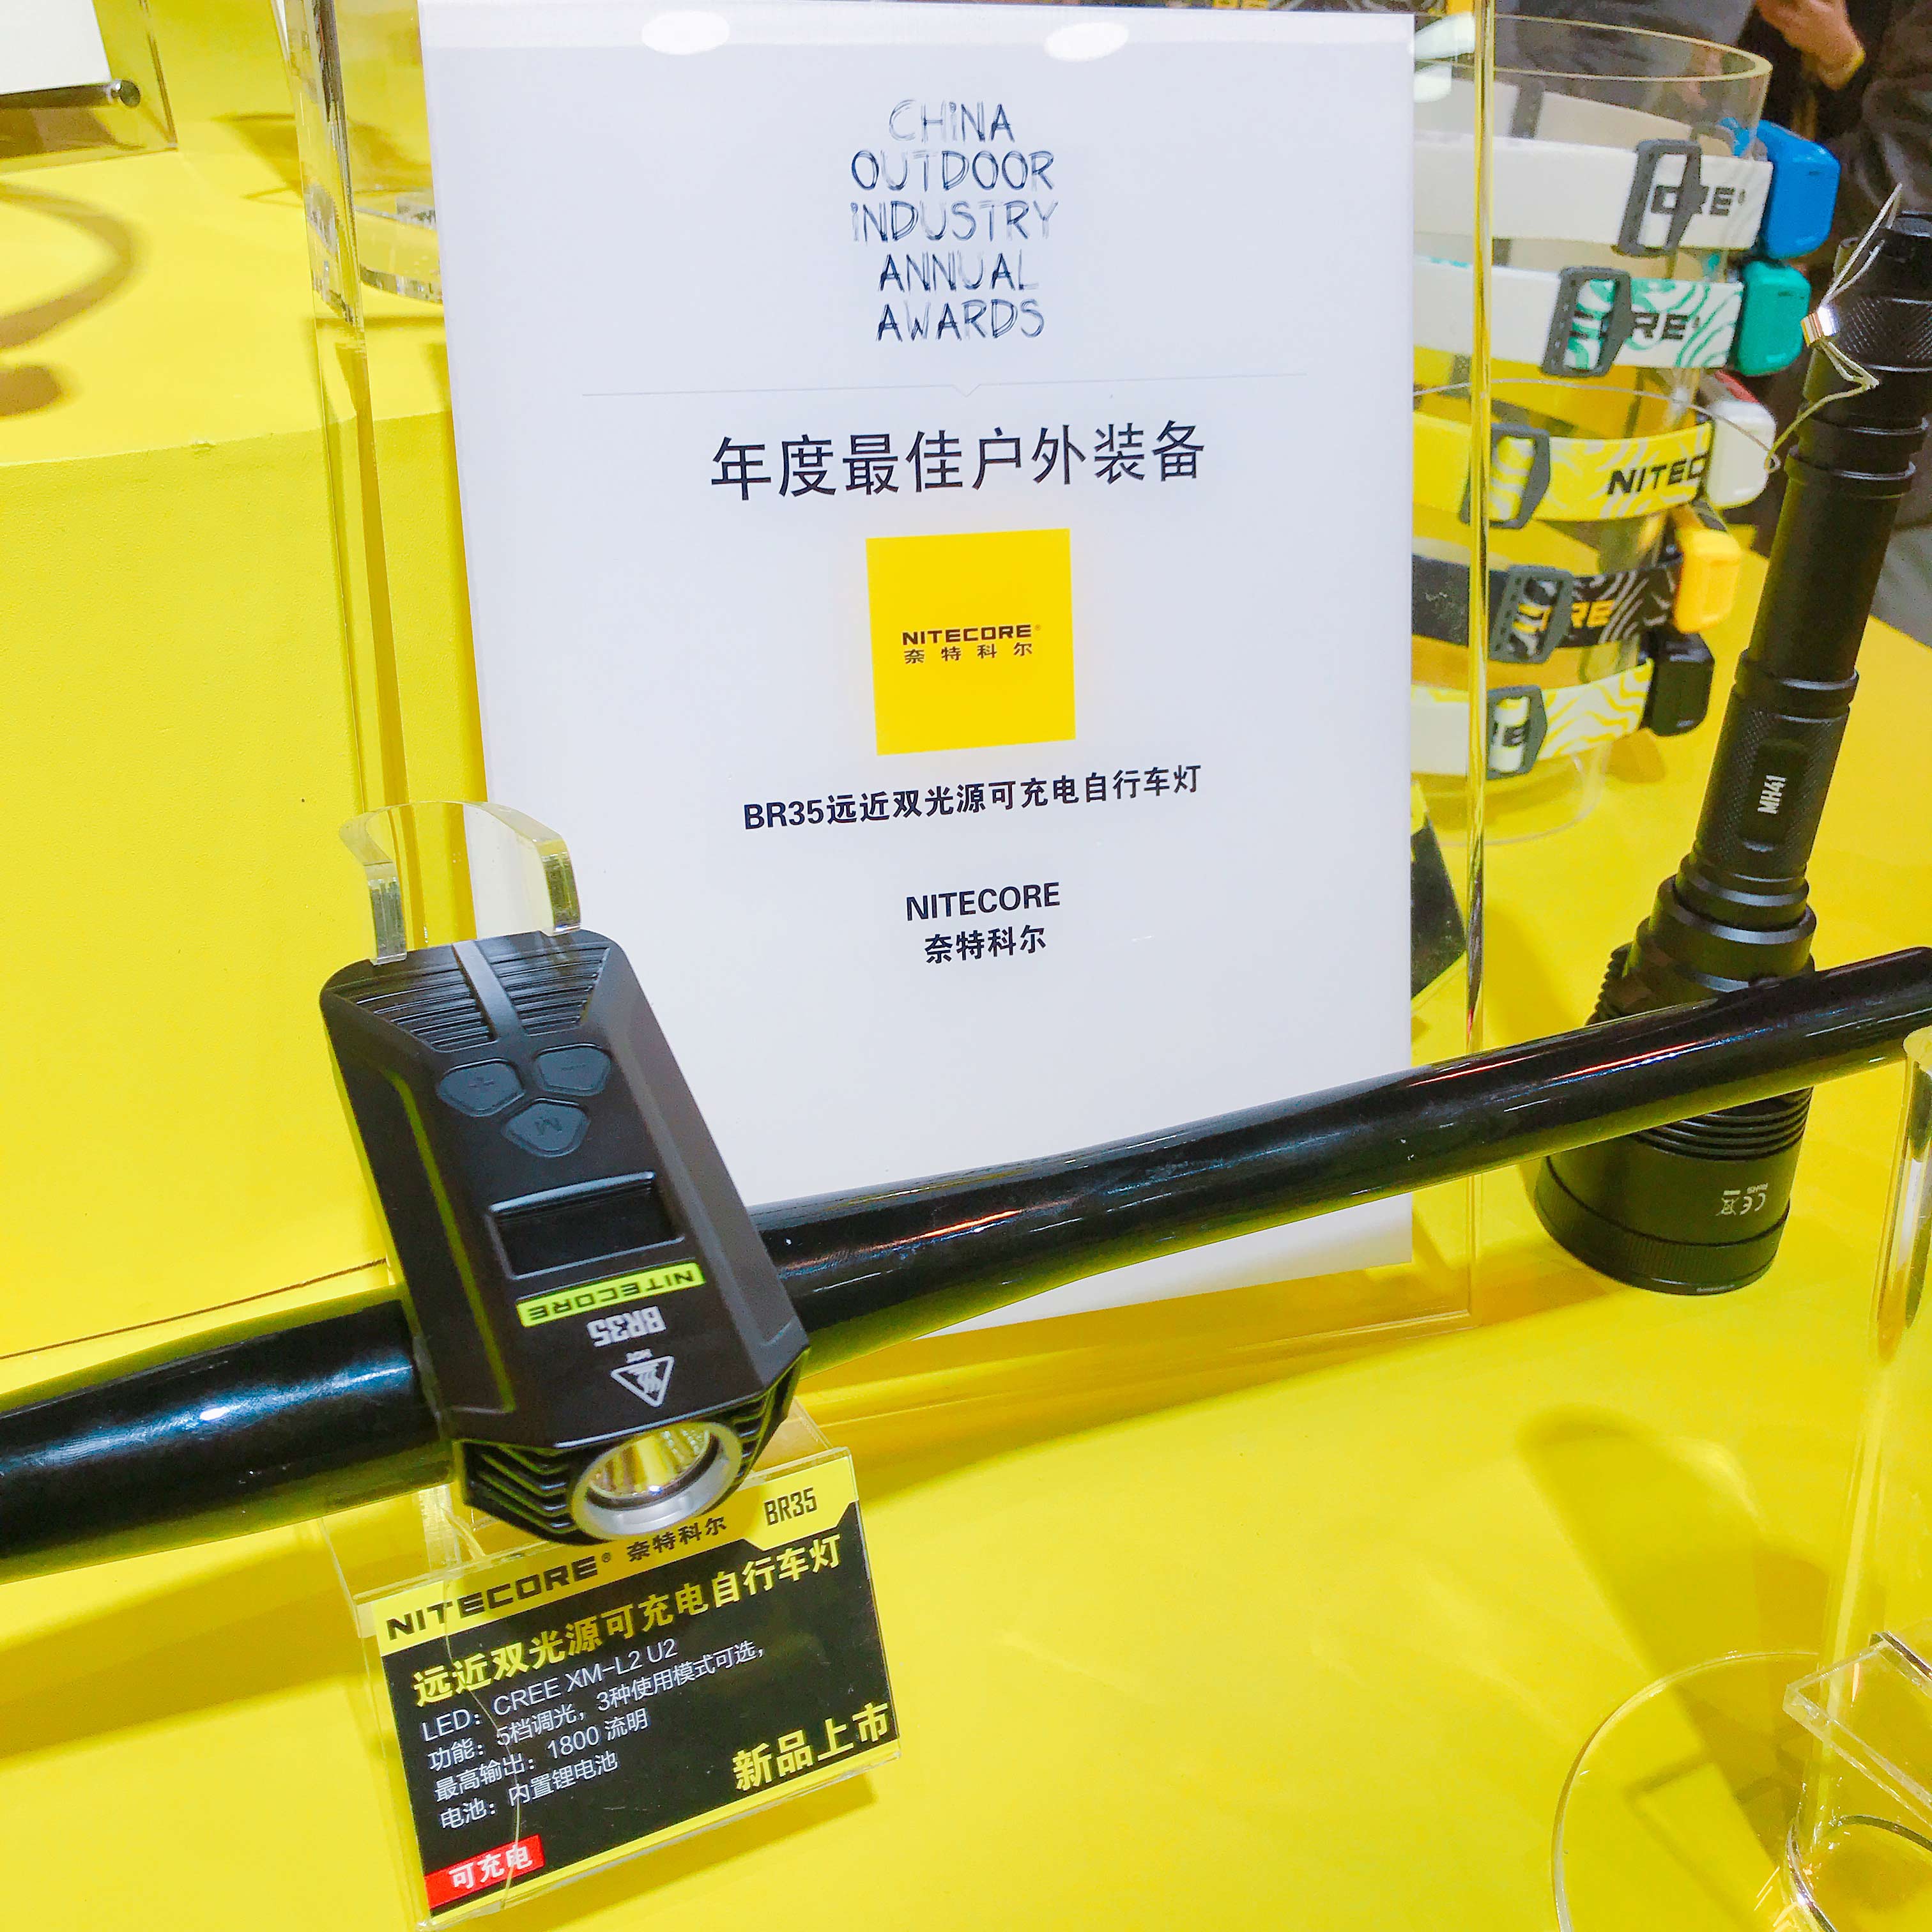 CHINA
OUTDOOR
INDUSTRY
ANNUAL
AWARDS
年度最佳户外装备
NITECORE®
奈特科尔
BR35远近双光源可充电自行车灯
NITECORE
奈特科尔
NITEC
MH41
CE
RoHS
+
-
M
NITECORE
BR35
HOT
NITECORE® 奈特科尔 BR35
远近双光源可充电自行车灯
LED: CREE XM-L2 U2
功能: 5档调光, 3种使用模式可选,
最高输出: 1800 流明
电池: 内置锂电池
新品上市
可充电